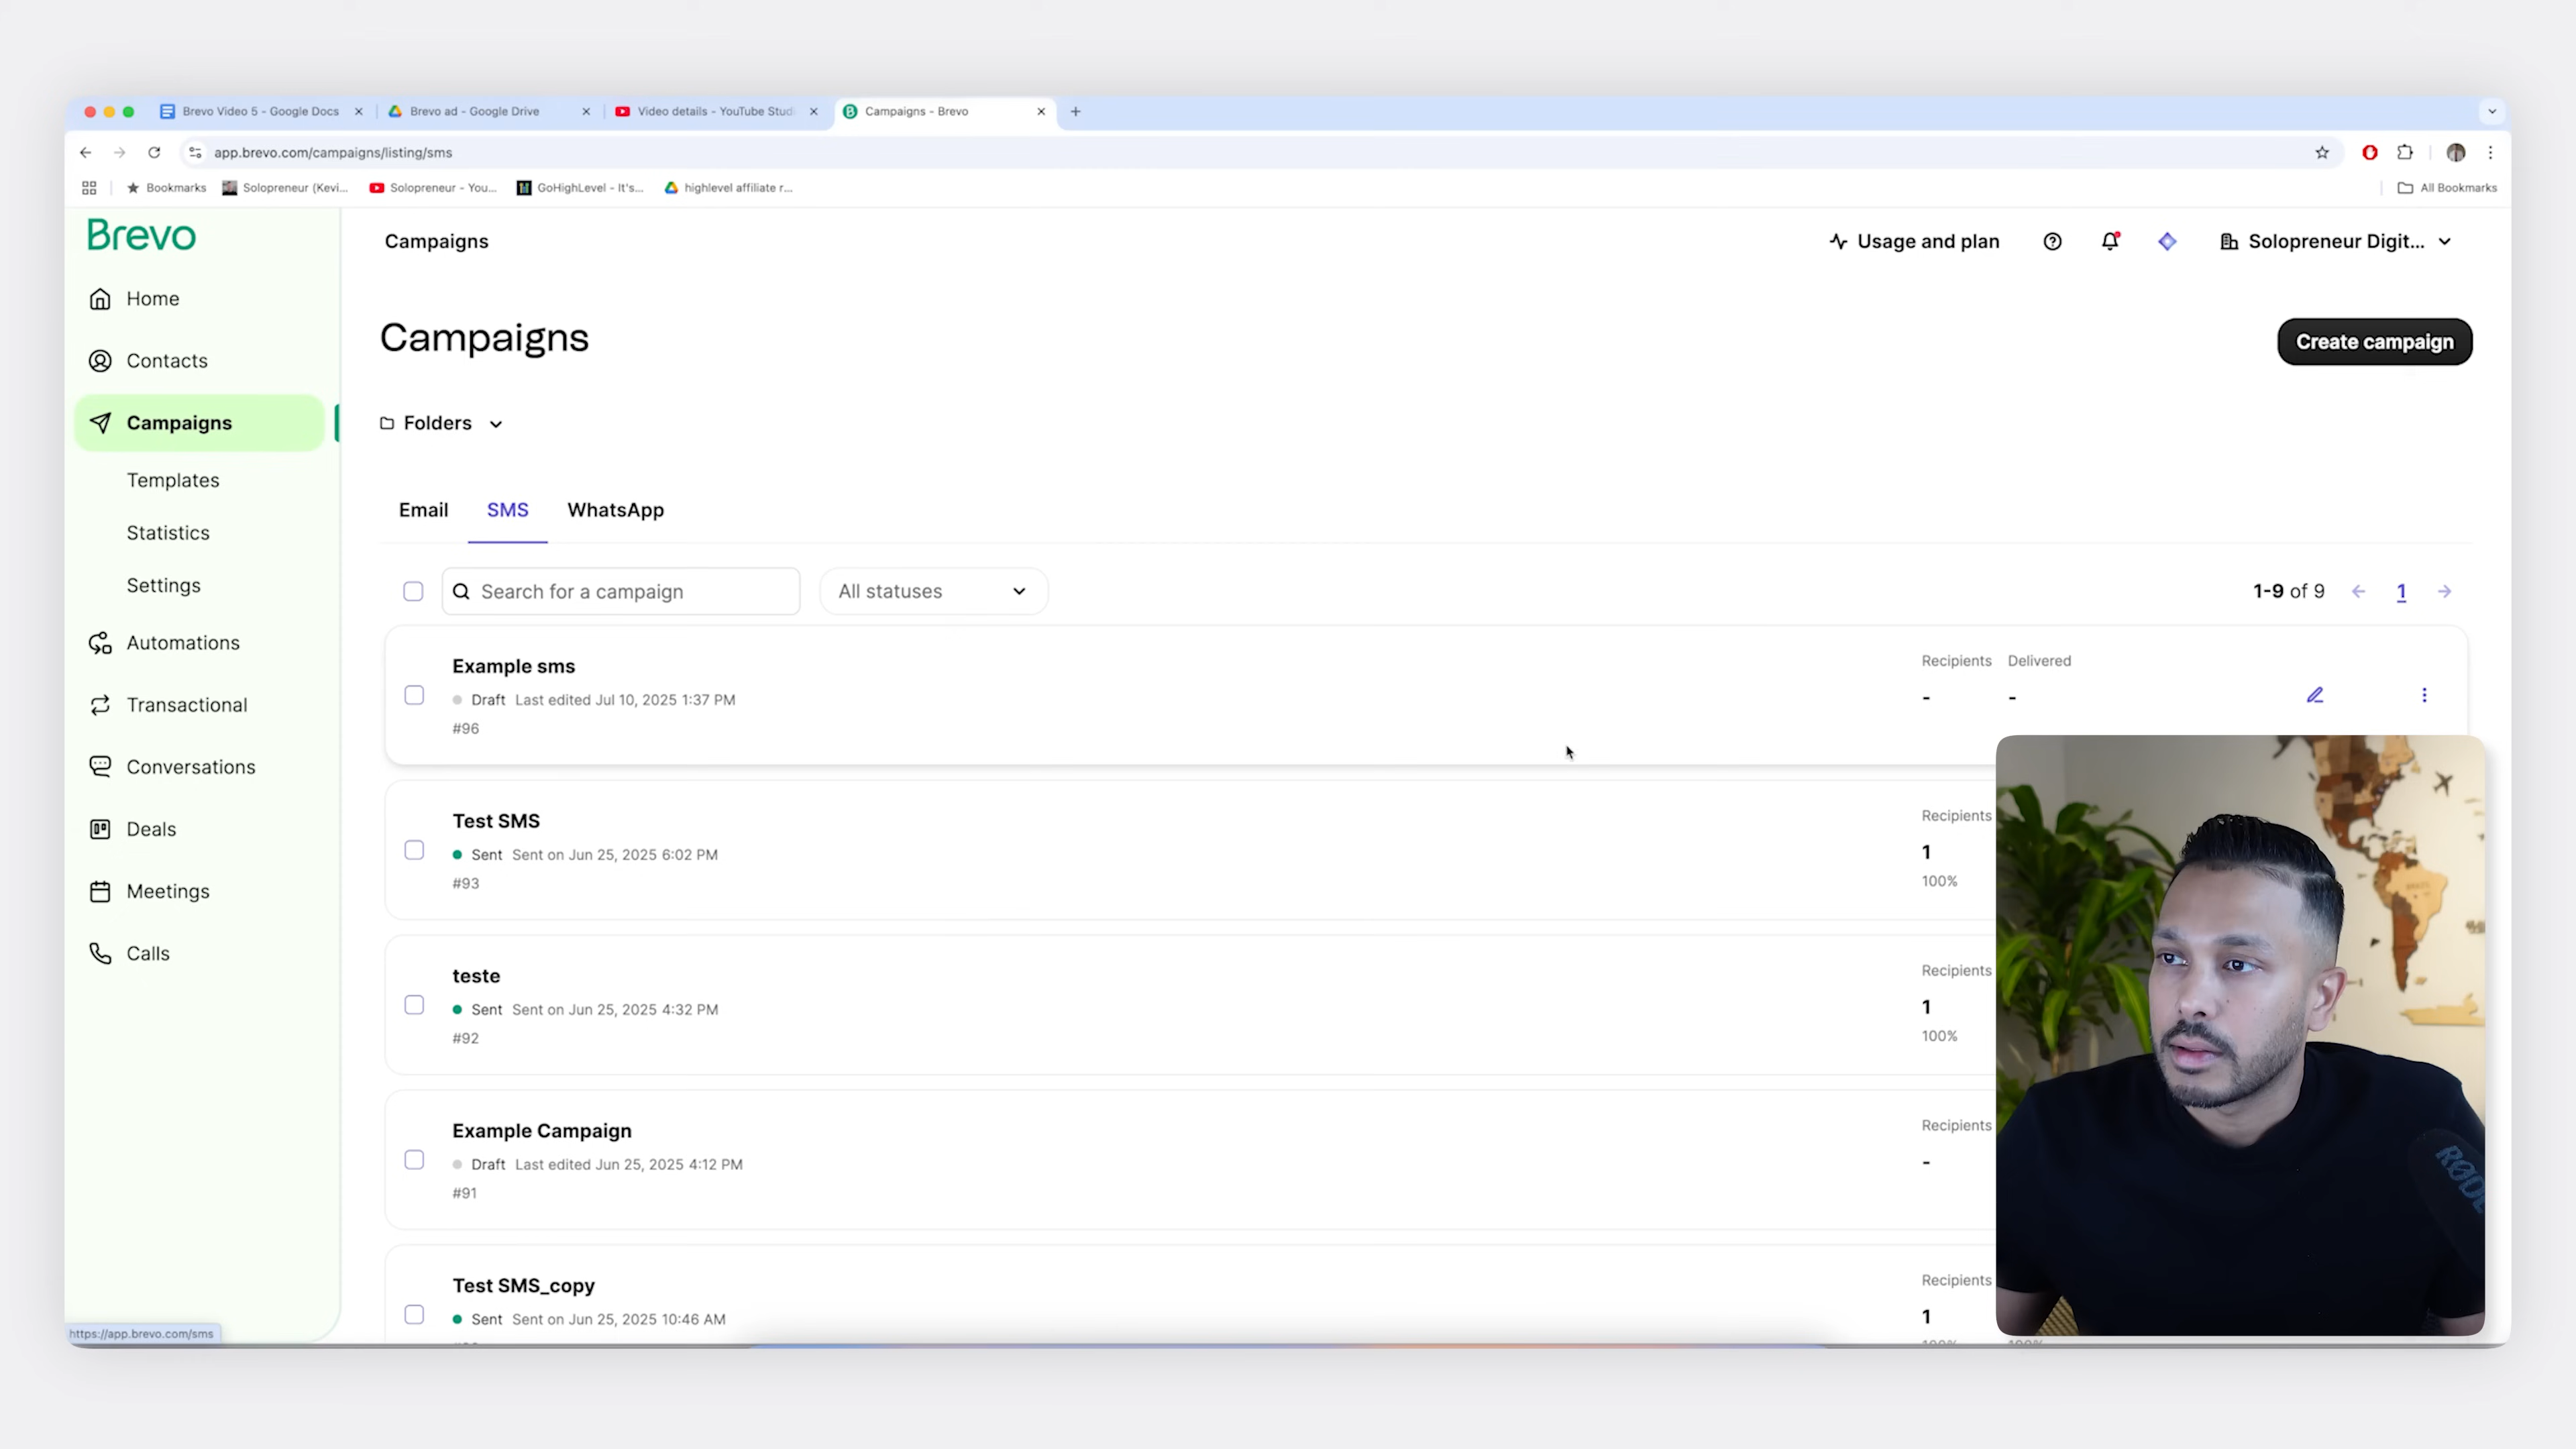 Brevo Video 5 - Google Docs
Brevo ad - Google Drive
Video details - YouTube Stud
Campaigns - Brevo
app.brevo.com/campaigns/listing/sms
Bookmarks
Solopreneur (Kevi...
Solopreneur - You...
GoHighLevel - It's...
highlevel affiliate r...
All Bookmarks
Brevo
Home
Contacts
Campaigns
Templates
Statistics
Settings
Automations
Transactional
Conversations
Deals
Meetings
Calls
https://app.brevo.com/sms
Campaigns
Usage and plan
Solopreneur Digit...
Campaigns
Create campaign
Folders
Email SMS WhatsApp
Search for a campaign
All statuses
1-9 of 9
1
Example sms
Draft Last edited Jul 10, 2025 1:37 PM
#96
Recipients Delivered
- -
Test SMS
Sent Sent on Jun 25, 2025 6:02 PM
#93
Recipients
1
100%
teste
Sent Sent on Jun 25, 2025 4:32 PM
#92
Recipients
1
100%
Example Campaign
Draft Last edited Jun 25, 2025 4:12 PM
#91
Recipients
-
Test SMS_copy
Sent Sent on Jun 25, 2025 10:46 AM
Recipients
1
BRAZIL